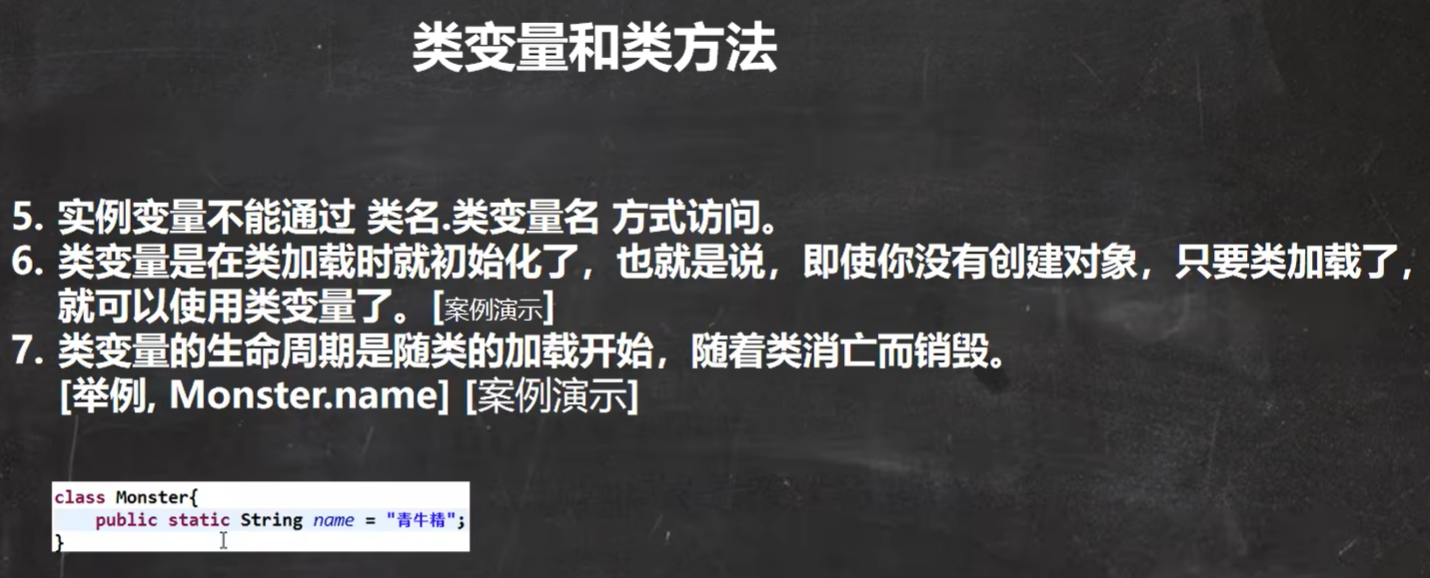 类变量和类方法
5. 实例变量不能通过 类名.类变量名 方式访问。
6. 类变量是在类加载时就初始化了，也就是说，即使你没有创建对象，只要类加载了，
就可以使用类变量了。[案例演示]
7. 类变量的生命周期是随类的加载开始，随着类消亡而销毁。
[举例, Monster.name] [案例演示]
class Monster{
public static String name = "青牛精";
}